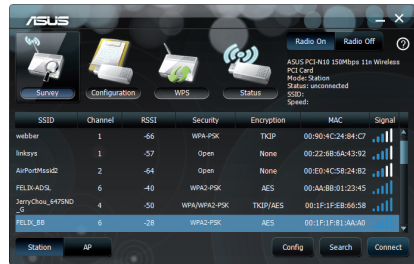 ASUS
Radio On Radio Off
ASUS PCI-N10 150Mbps 11n Wireless
PCI Card
Mode: Station
Status: unconnected
SSID:
Speed:
Survey Configuration WPS Status
SSID Channel RSSI Security Encryption MAC Signal
webber 1 -66 WPA-PSK TKIP 00:90:4C:24:84:C7
linksys 1 -57 Open None 00:22:6B:6A:43:92
AirPortMssid2 2 -64 Open None 00:E0:4C:58:24:B2
FELIX-ADSL 6 -40 WPA2-PSK AES 00:AA:BB:01:23:45
JerryChou_6475ND
_G 4 -50 WPA/WPA2-PSK TKIP/AES 00:1F:1F:EB:66:58
FELIX_BB 6 -28 WPA2-PSK AES 00:1F:1F:81:AA:A0
Station AP Config Search Connect